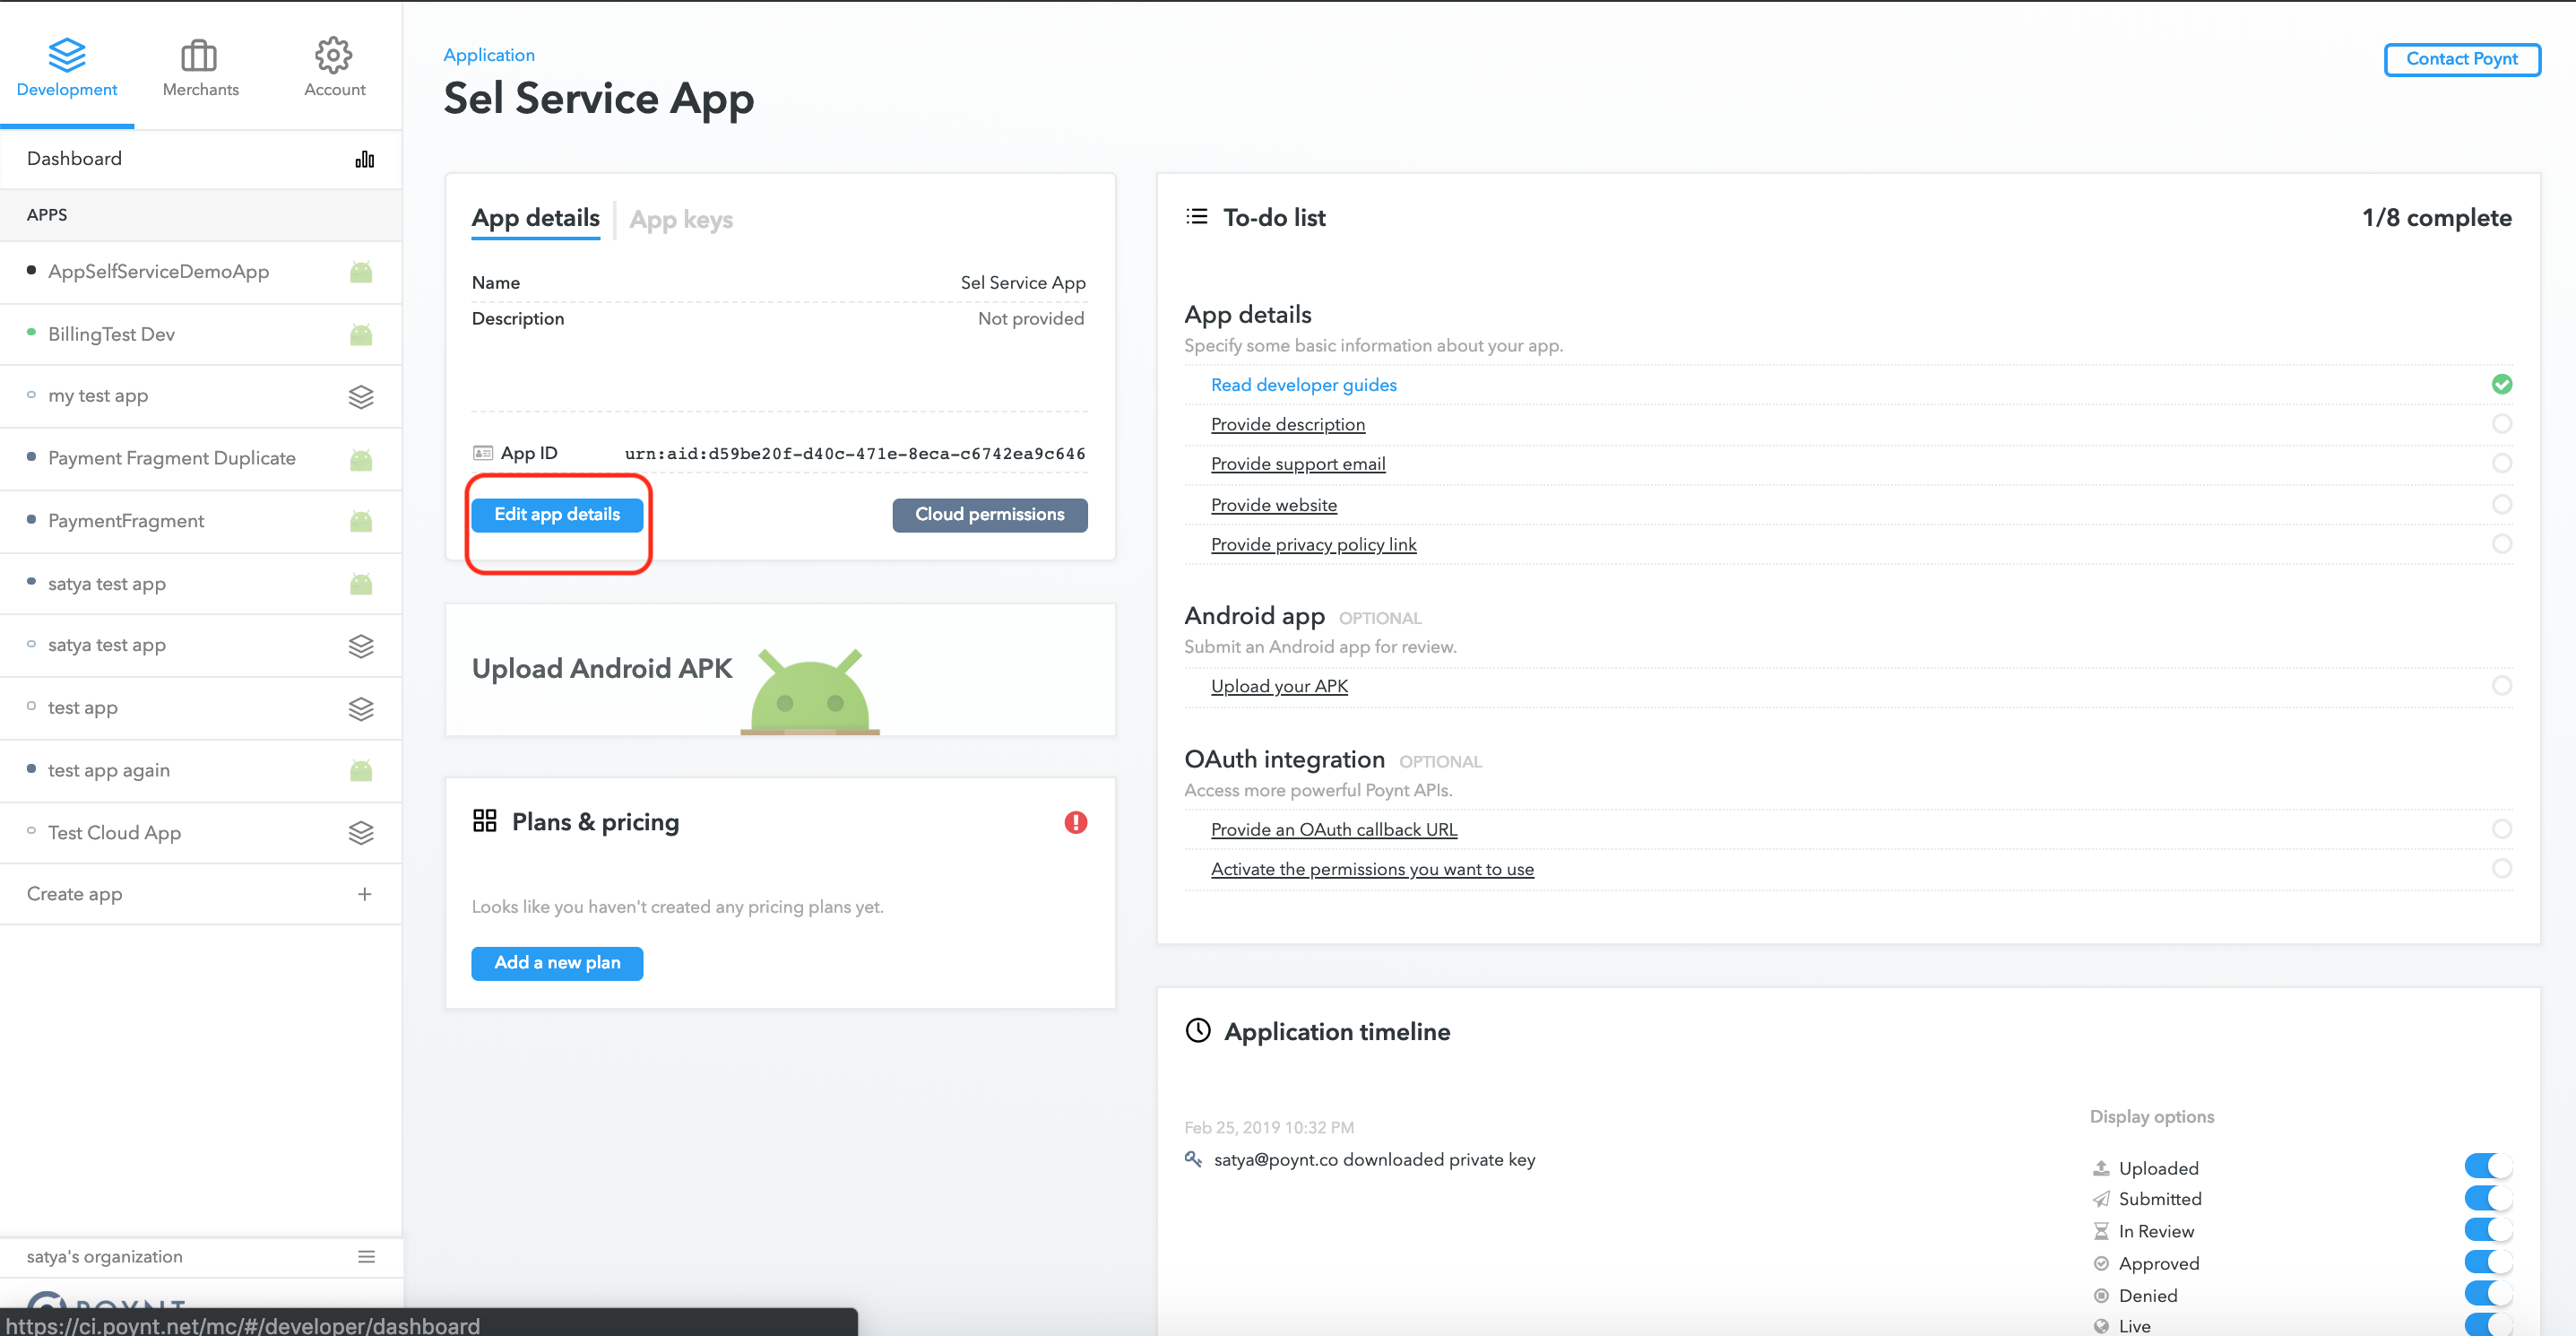 Development
Merchants
Account
Dashboard
APPS
AppSelfServiceDemoApp
BillingTest Dev
my test app
Payment Fragment Duplicate
PaymentFragment
satya test app
satya test app
test app
test app again
Test Cloud App
Create app +
satya's organization
POYNT
https://ci.poynt.net/mc/#/developer/dashboard
Application
Sel Service App
Contact Poynt
App details
App keys
Name Sel Service App
Description Not provided
App ID urn:aid:d59be20f-d40c-471e-8eca-c6742ea9c646
Edit app details
Cloud permissions
Upload Android APK
Plans & pricing
Looks like you haven't created any pricing plans yet.
Add a new plan
To-do list 1/8 complete
App details
Specify some basic information about your app.
Read developer guides
Provide description
Provide support email
Provide website
Provide privacy policy link
Android app OPTIONAL
Submit an Android app for review.
Upload your APK
OAuth integration OPTIONAL
Access more powerful Poynt APIs.
Provide an OAuth callback URL
Activate the permissions you want to use
Application timeline
Feb 25, 2019 10:32 PM
satya@poynt.co downloaded private key
Display options
Uploaded
Submitted
In Review
Approved
Denied
Live